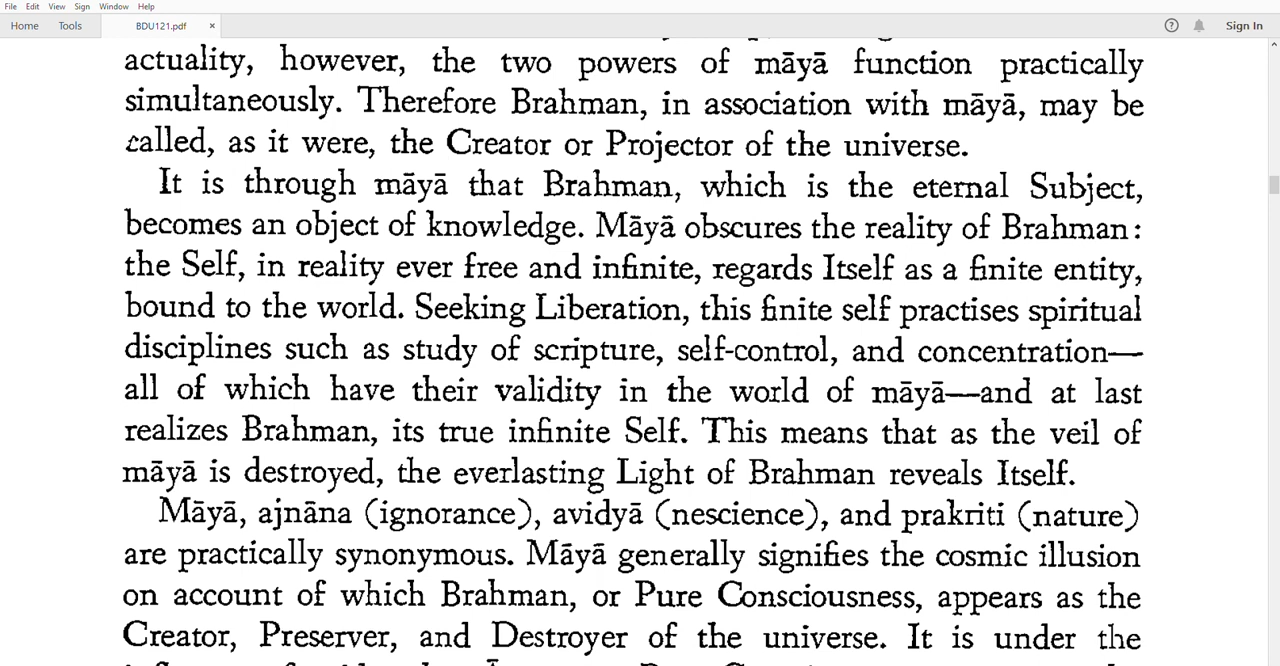 File Edit View Sign Window Help
Home Tools BDU121.pdf × ? Sign In
actuality, however, the two powers of māyā function practically
simultaneously. Therefore Brahman, in association with māyā, may be
called, as it were, the Creator or Projector of the universe.
It is through māyā that Brahman, which is the eternal Subject,
becomes an object of knowledge. Māyā obscures the reality of Brahman:
the Self, in reality ever free and infinite, regards Itself as a finite entity,
bound to the world. Seeking Liberation, this finite self practises spiritual
disciplines such as study of scripture, self-control, and concentration—
all of which have their validity in the world of māyā—and at last
realizes Brahman, its true infinite Self. This means that as the veil of
māyā is destroyed, the everlasting Light of Brahman reveals Itself.
Māyā, ajnāna (ignorance), avidyā (nescience), and prakriti (nature)
are practically synonymous. Māyā generally signifies the cosmic illusion
on account of which Brahman, or Pure Consciousness, appears as the
Creator, Preserver, and Destroyer of the universe. It is under the